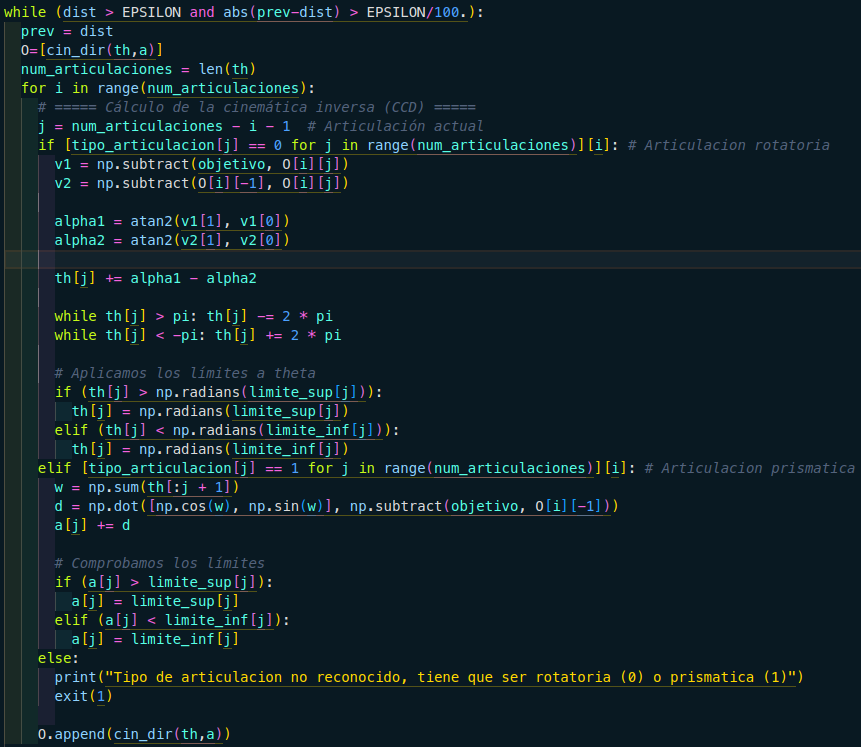 while (dist > EPSILON and abs(prev-dist) > EPSILON/100.):
prev = dist
O=[cin_dir(th,a)]
num_articulaciones = len(th)
for i in range(num_articulaciones):
# ===== Cálculo de la cinemática inversa (CCD) =====
j = num_articulaciones - i - 1 # Articulación actual
if [tipo_articulacion[j] == 0 for j in range(num_articulaciones)][i]: # Articulacion rotatoria
v1 = np.subtract(objetivo, O[i][j])
v2 = np.subtract(O[i][-1], O[i][j])
alpha1 = atan2(v1[1], v1[0])
alpha2 = atan2(v2[1], v2[0])
th[j] += alpha1 - alpha2
while th[j] > pi: th[j] -= 2 * pi
while th[j] < -pi: th[j] += 2 * pi
# Aplicamos los límites a theta
if (th[j] > np.radians(limite_sup[j])):
th[j] = np.radians(limite_sup[j])
elif (th[j] < np.radians(limite_inf[j])):
th[j] = np.radians(limite_inf[j])
elif [tipo_articulacion[j] == 1 for j in range(num_articulaciones)][i]: # Articulacion prismatica
w = np.sum(th[:j + 1])
d = np.dot([np.cos(w), np.sin(w)], np.subtract(objetivo, O[i][-1]))
a[j] += d
# Comprobamos los límites
if (a[j] > limite_sup[j]):
a[j] = limite_sup[j]
elif (a[j] < limite_inf[j]):
a[j] = limite_inf[j]
else:
print("Tipo de articulacion no reconocido, tiene que ser rotatoria (0) o prismatica (1)")
exit(1)
O.append(cin_dir(th,a))